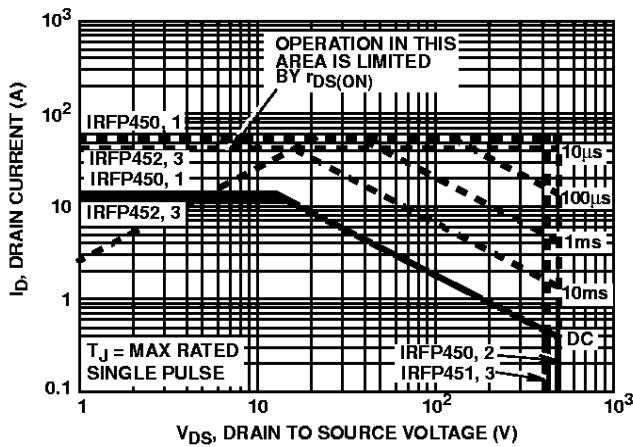 10³
OPERATION IN THIS
AREA IS LIMITED
BY rDS(ON)
10²
IRFP450, 1
IRFP452, 3
IRFP450, 1
IRFP452, 3
10
1
0.1
10µs
100µs
1ms
10ms
DC
TJ = MAX RATED
SINGLE PULSE
IRFP450, 2
IRFP451, 3
1
10
10²
10³
VDS, DRAIN TO SOURCE VOLTAGE (V)
ID, DRAIN CURRENT (A)